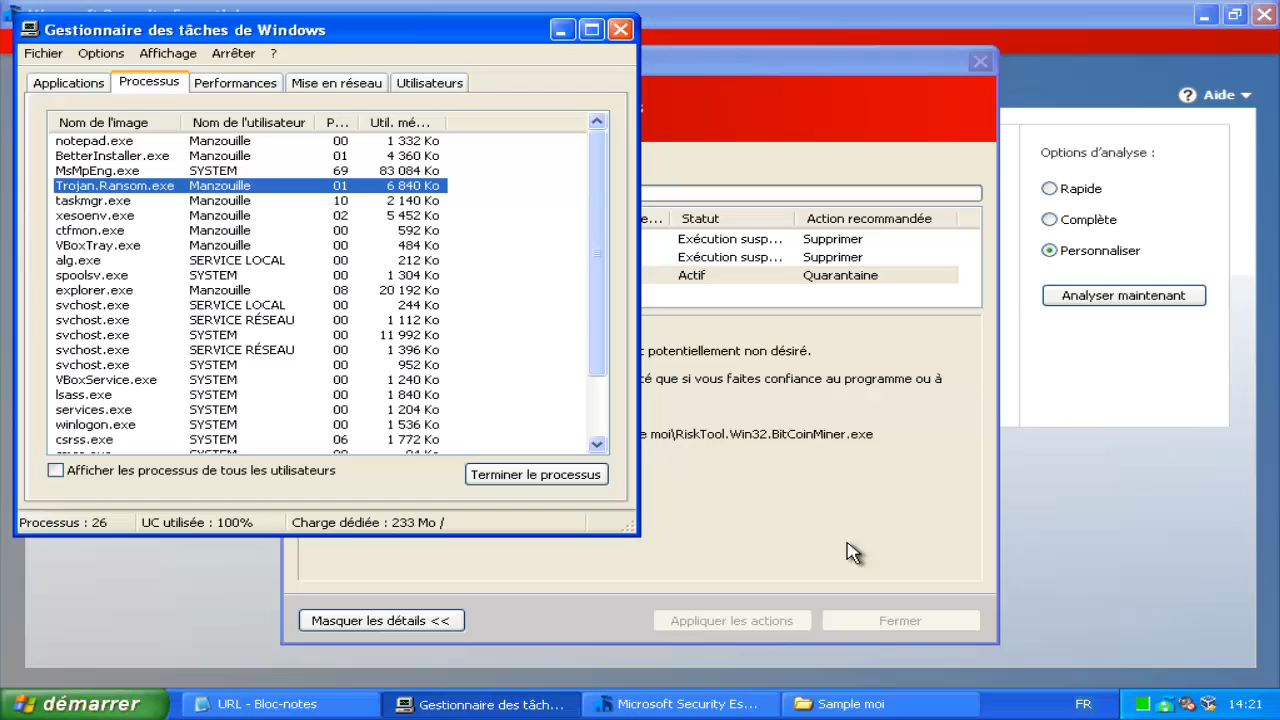 Gestionnaire des tâches de Windows
Fichier Options Affichage Arrêter ?
Applications Processus Performances Mise en réseau Utilisateurs
Nom de l'image Nom de l'utilisateur P... Util. mé...
notepad.exe Manzouille 00 1 332 Ko
BetterInstaller.exe Manzouille 01 4 360 Ko
MsMpEng.exe SYSTEM 69 83 084 Ko
Trojan.Ransom.exe Manzouille 01 6 840 Ko
taskmgr.exe Manzouille 10 2 140 Ko
xesoenv.exe Manzouille 02 5 452 Ko
ctfmon.exe Manzouille 00 592 Ko
VBoxTray.exe Manzouille 00 484 Ko
alg.exe SERVICE LOCAL 00 212 Ko
spoolsv.exe SYSTEM 00 1 304 Ko
explorer.exe Manzouille 08 20 192 Ko
svchost.exe SERVICE LOCAL 00 244 Ko
svchost.exe SERVICE RÉSEAU 00 1 112 Ko
svchost.exe SYSTEM 00 11 992 Ko
svchost.exe SERVICE RÉSEAU 00 1 396 Ko
svchost.exe SYSTEM 00 952 Ko
VBoxService.exe SYSTEM 00 1 240 Ko
lsass.exe SYSTEM 00 1 840 Ko
services.exe SYSTEM 00 1 204 Ko
winlogon.exe SYSTEM 00 1 536 Ko
csrss.exe SYSTEM 06 1 772 Ko
Afficher les processus de tous les utilisateurs
Terminer le processus
Processus : 26 UC utilisée : 100% Charge dédiée : 233 Mo /
e... Statut Action recommandée
Exécution susp... Supprimer
Exécution susp... Supprimer
Actif Quarantaine
potentiellement non désiré.
que si vous faites confiance au programme ou à
moi\RiskTool.Win32.BitCoinMiner.exe
Masquer les détails <<
Appliquer les actions
Fermer
? Aide
Options d'analyse :
Rapide
Complète
Personnaliser
Analyser maintenant
démarrer
URL - Bloc-notes
Gestionnaire des tâch...
Microsoft Security Es...
Sample moi
FR
14:21